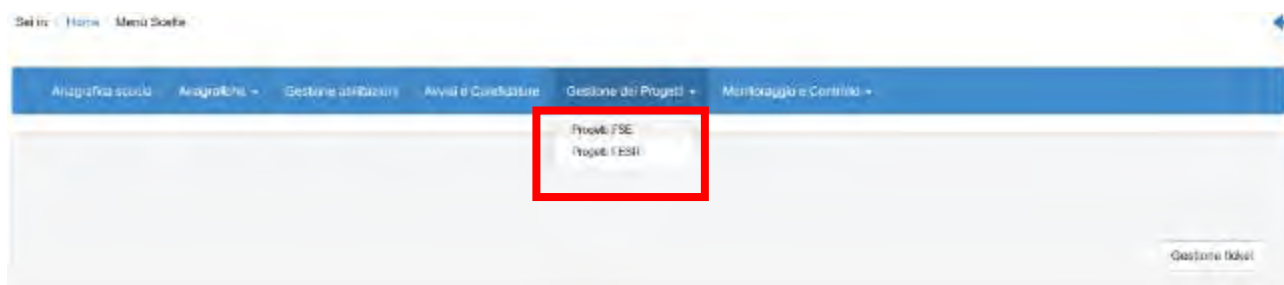 Sei in: Home Menù Scelte
Anagrafica scuola Anagrafiche Gestione abilitazioni Avvisi e Candidature Gestione dei Progetti Monitoraggio e Controllo
Progetti FSE
Progetti FESR
Gestione ticket